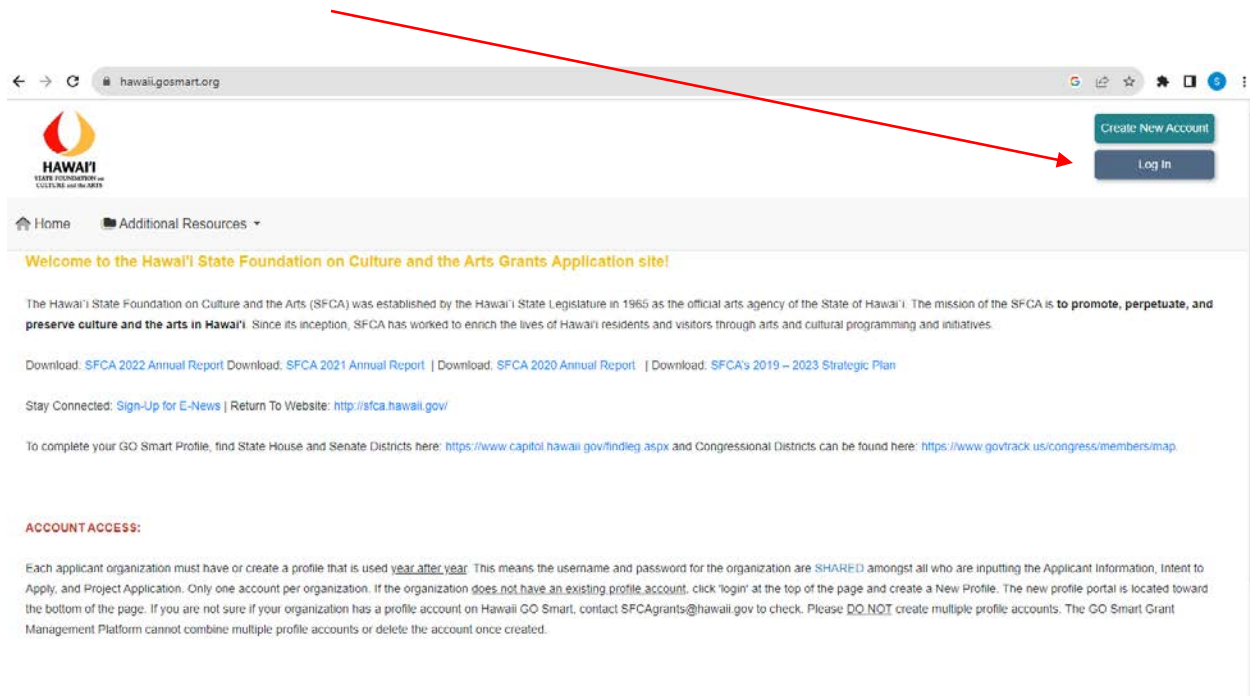 hawaii.gosmart.org
G
S
Create New Account
Log In
HAWAI'I
STATE FOUNDATION on
CULTURE and the ARTS
Home Additional Resources
Welcome to the Hawai'i State Foundation on Culture and the Arts Grants Application site!
The Hawai'i State Foundation on Culture and the Arts (SFCA) was established by the Hawai'i State Legislature in 1965 as the official arts agency of the State of Hawai'i. The mission of the SFCA is to promote, perpetuate, and
preserve culture and the arts in Hawai'i. Since its inception, SFCA has worked to enrich the lives of Hawai'i residents and visitors through arts and cultural programming and initiatives.
Download: SFCA 2022 Annual Report Download: SFCA 2021 Annual Report | Download: SFCA 2020 Annual Report | Download: SFCA's 2019 – 2023 Strategic Plan
Stay Connected: Sign-Up for E-News | Return To Website: http://sfca.hawaii.gov/
To complete your GO Smart Profile, find State House and Senate Districts here: https://www.capitol.hawaii.gov/findleg.aspx and Congressional Districts can be found here: https://www.govtrack.us/congress/members/map.
ACCOUNT ACCESS:
Each applicant organization must have or create a profile that is used year after year. This means the username and password for the organization are SHARED amongst all who are inputting the Applicant Information, Intent to
Apply, and Project Application. Only one account per organization. If the organization does not have an existing profile account, click "login" at the top of the page and create a New Profile. The new profile portal is located toward
the bottom of the page. If you are not sure if your organization has a profile account on Hawaii GO Smart, contact SFCAgrants@hawaii.gov to check. Please DO NOT create multiple profile accounts. The GO Smart Grant
Management Platform cannot combine multiple profile accounts or delete the account once created.